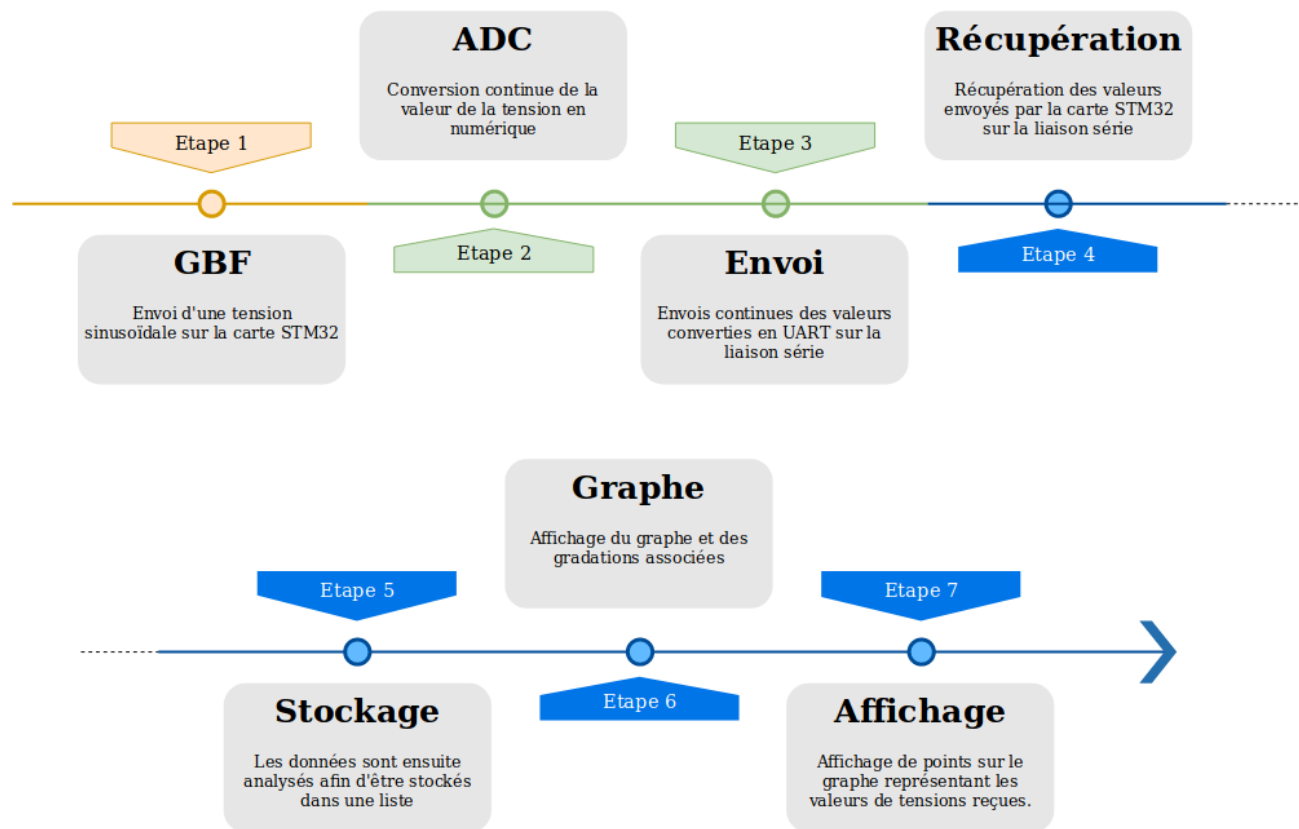 Etape 1
GBF
Envoi d'une tension
sinusoïdale sur la carte STM32
ADC
Conversion continue de la
valeur de la tension en
numérique
Etape 2
Etape 3
Envoi
Envois continues des valeurs
converties en UART sur la
liaison série
Récupération
Récupération des valeurs
envoyés par la carte STM32
sur la liaison série
Etape 4
Etape 5
Stockage
Les données sont ensuite
analysés afin d'être stockés
dans une liste
Graphe
Affichage du graphe et des
gradations associées
Etape 6
Etape 7
Affichage
Affichage de points sur le
graphe représentant les
valeurs de tensions reçues.